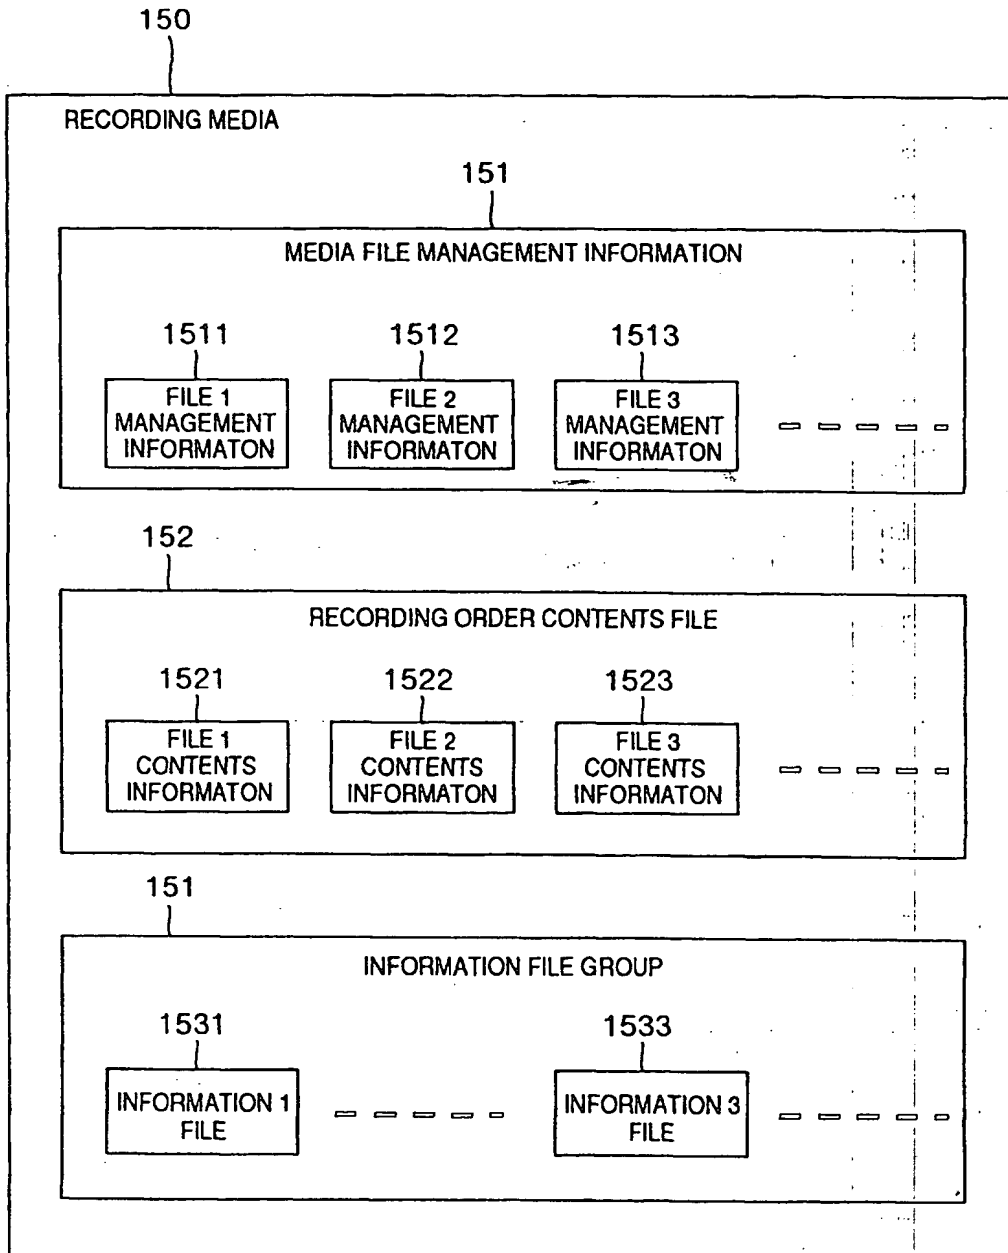 150
RECORDING MEDIA
151
MEDIA FILE MANAGEMENT INFORMATION
1511
1512
1513
FILE 1
MANAGEMENT
INFORMATON
FILE 2
MANAGEMENT
INFORMATON
FILE 3
MANAGEMENT
INFORMATON
152
RECORDING ORDER CONTENTS FILE
1521
1522
1523
FILE 1
CONTENTS
INFORMATON
FILE 2
CONTENTS
INFORMATON
FILE 3
CONTENTS
INFORMATON
151
INFORMATION FILE GROUP
1531
1533
INFORMATION 1
FILE
INFORMATION 3
FILE